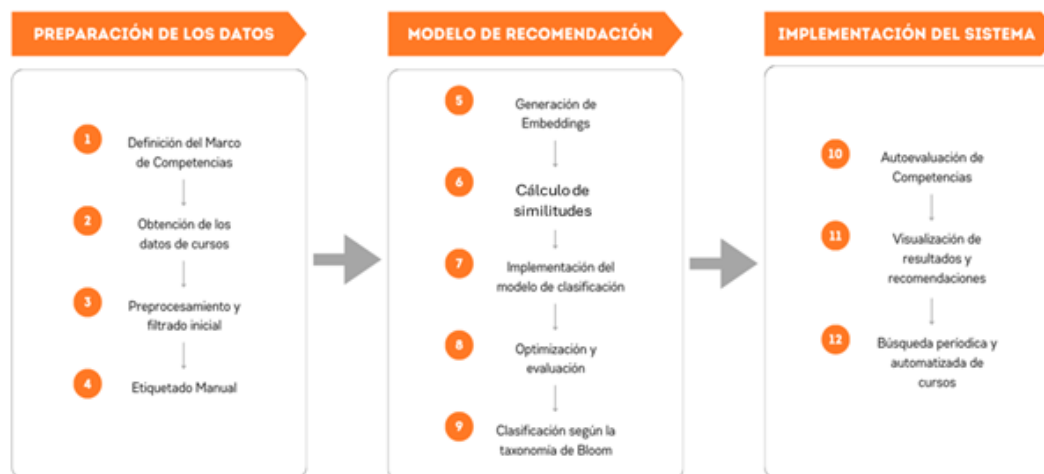 PREPARACIÓN DE LOS DATOS
1
Definición del Marco
de Competencias
2
Obtención de los
datos de cursos
3
Preprocesamiento y
filtrado inicial
4
Etiquetado Manual
MODELO DE RECOMENDACIÓN
5
Generación de
Embeddings
6
Cálculo de
similitudes
7
Implementación del
modelo de clasificación
8
Optimización y
evaluación
9
Clasificación según la
taxonomía de Bloom
IMPLEMENTACIÓN DEL SISTEMA
10
Autoevaluación de
Competencias
11
Visualización de
resultados y
recomendaciones
12
Búsqueda períodica y
automatizada de
cursos